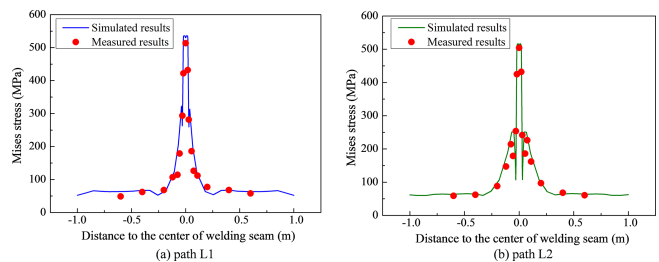 Simulated results
Measured results
600
500
400
300
200
100
0
Mises stress (MPa)
-1.0
-0.5
0.0
0.5
1.0
Distance to the center of welding seam (m)
(a) path L1
Simulated results
Measured results
600
500
400
300
200
100
0
Mises stress (MPa)
-1.0
-0.5
0.0
0.5
1.0
Distance to the center of welding seam (m)
(b) path L2